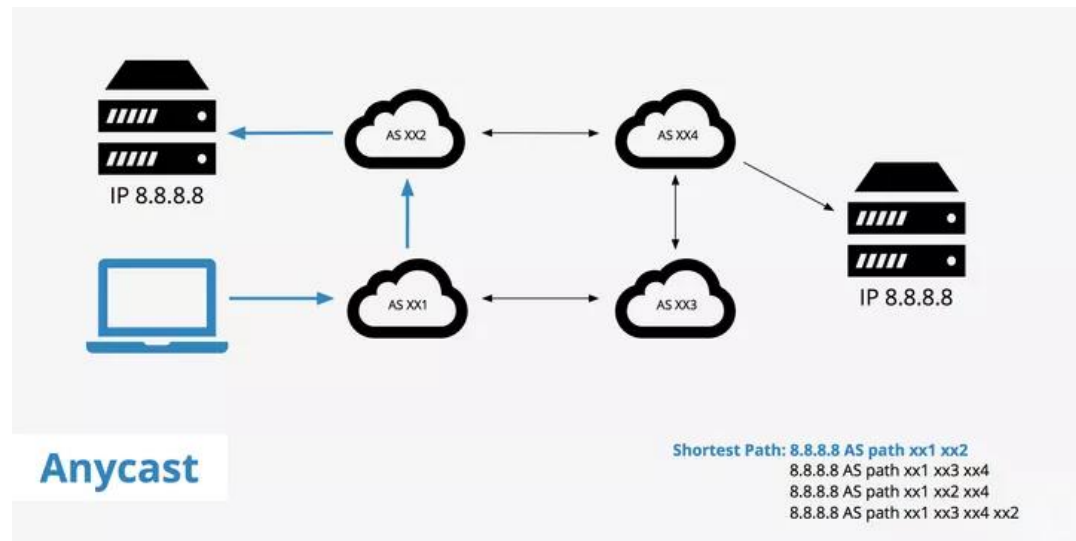 AS XX2
AS XX4
IP 8.8.8.8
AS XX1
AS XX3
IP 8.8.8.8
Anycast
Shortest Path: 8.8.8.8 AS path xx1 xx2
8.8.8.8 AS path xx1 xx3 xx4
8.8.8.8 AS path xx1 xx2 xx4
8.8.8.8 AS path xx1 xx3 xx4 xx2